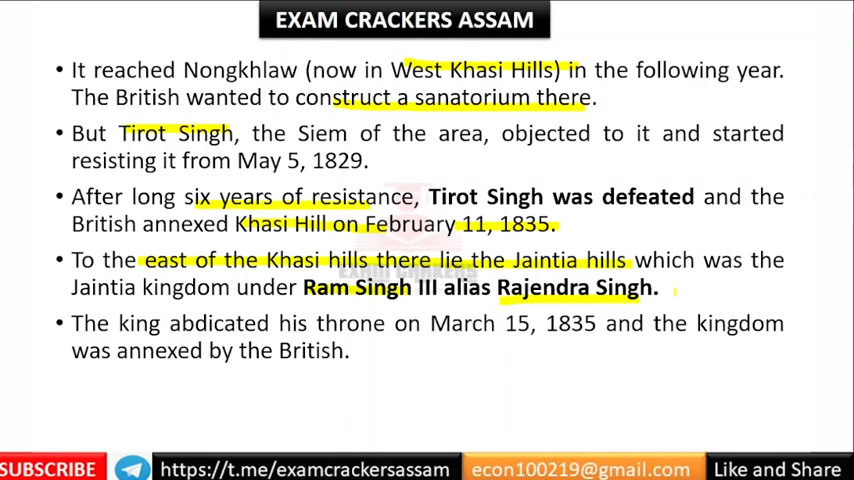 EXAM CRACKERS ASSAM
• It reached Nongkhlaw (now in West Khasi Hills) in the following year.
The British wanted to construct a sanatorium there.
• But Tirot Singh, the Siem of the area, objected to it and started
resisting it from May 5, 1829.
• After long six years of resistance, Tirot Singh was defeated and the
British annexed Khasi Hill on February 11, 1835.
• To the east of the Khasi hills there lie the Jaintia hills which was the
EXAM CRAKERS
Jaintia kingdom under Ram Singh III alias Rajendra Singh.
• The king abdicated his throne on March 15, 1835 and the kingdom
was annexed by the British.
SUBSCRIBE https://t.me/examcrackersassam econ100219@gmail.com Like and Share